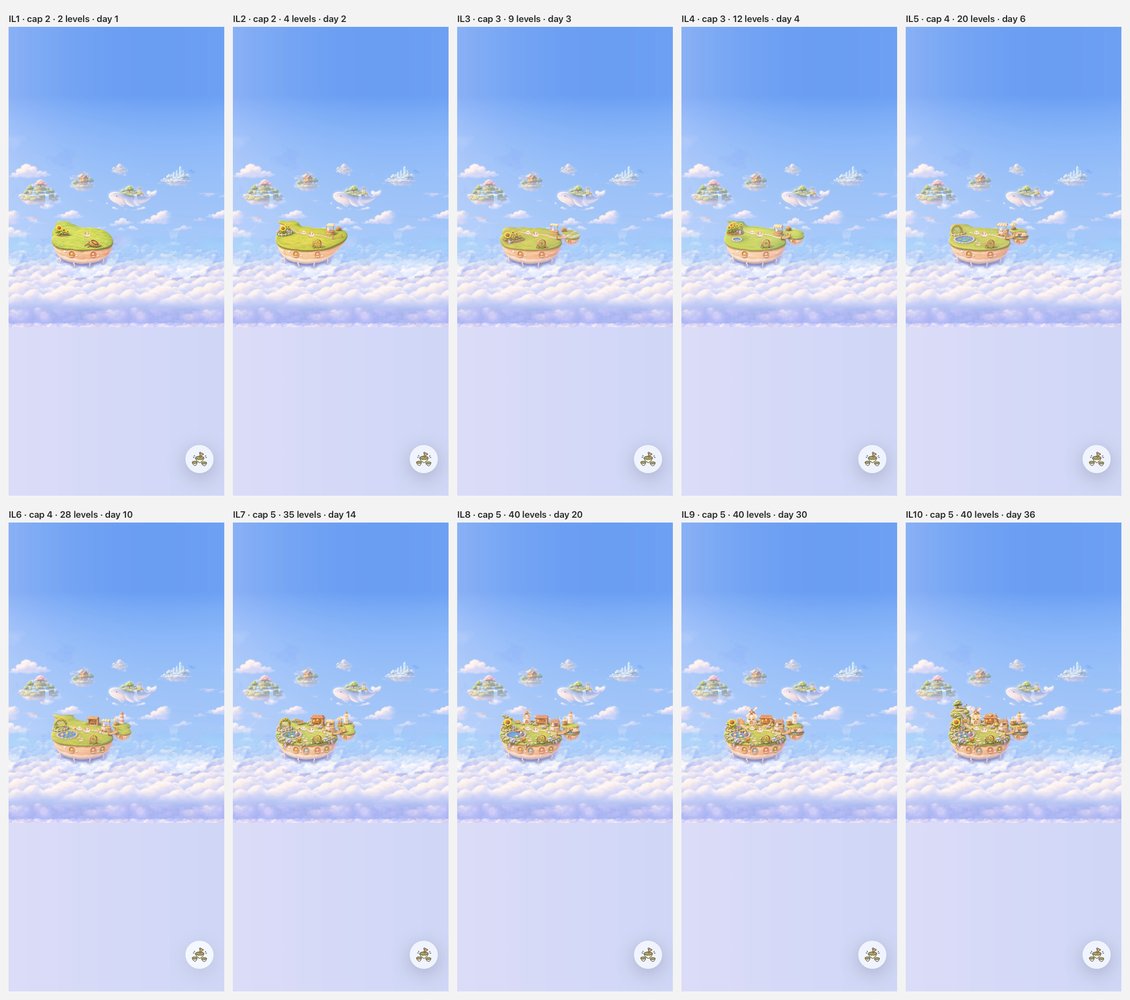 IL1 · cap 2 · 2 levels · day 1
IL2 · cap 2 · 4 levels · day 2
IL3 · cap 3 · 9 levels · day 3
IL4 · cap 3 · 12 levels · day 4
IL5 · cap 4 · 20 levels · day 6
IL6 · cap 4 · 28 levels · day 10
IL7 · cap 5 · 35 levels · day 14
IL8 · cap 5 · 40 levels · day 20
IL9 · cap 5 · 40 levels · day 30
IL10 · cap 5 · 40 levels · day 36